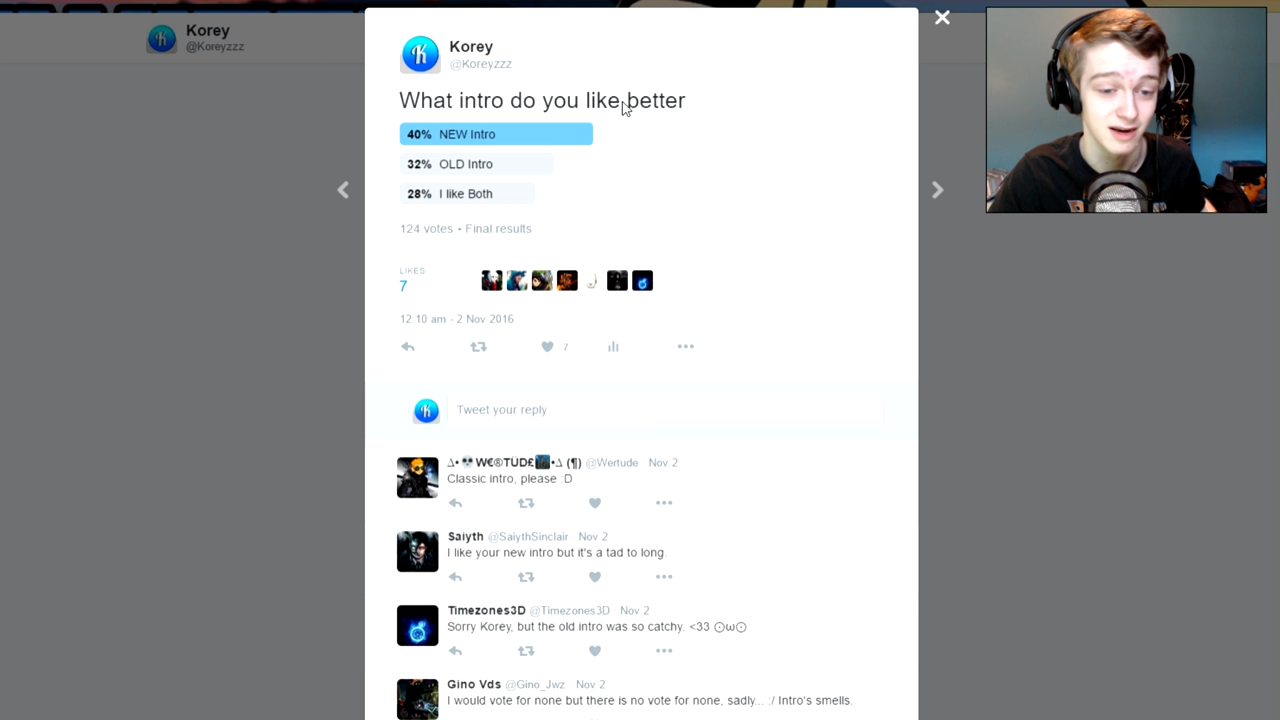 Korey
@Koreyzzz
Korey
@Koreyzzz
What intro do you like better
40% NEW Intro
32% OLD Intro
28% I like Both
124 votes • Final results
LIKES
7
12:10 am - 2 Nov 2016
7
Tweet your reply
Δ•💀W€®TÜD£•Δ (¶) @Wertude Nov 2
Classic intro, please :D
Saiyth @SaiythSinclair Nov 2
I like your new intro but it's a tad to long.
Timezones3D @Timezones3D Nov 2
Sorry Korey, but the old intro was so catchy. <33 ⊙ω⊙
Gino Vds @Gino_Jwz Nov 2
I would vote for none but there is no vote for none, sadly... :/ Intro's smells.